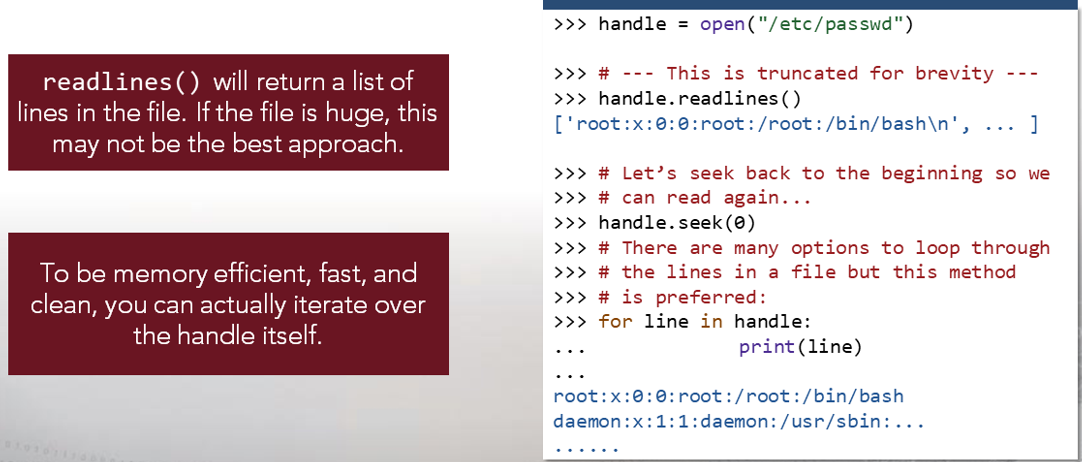 readlines() will return a list of
lines in the file. If the file is huge, this
may not be the best approach.
To be memory efficient, fast, and
clean, you can actually iterate over
the handle itself.
>>> handle = open("/etc/passwd")
>>> # --- This is truncated for brevity ---
>>> handle.readlines()
['root:x:0:0:root:/root:/bin/bash\n', ... ]
>>> # Let’s seek back to the beginning so we
>>> # can read again...
>>> handle.seek(0)
>>> # There are many options to loop through
>>> # the lines in a file but this method
>>> # is preferred:
>>> for line in handle:
...             print(line)
...
root:x:0:0:root:/root:/bin/bash
daemon:x:1:1:daemon:/usr/sbin:...
......